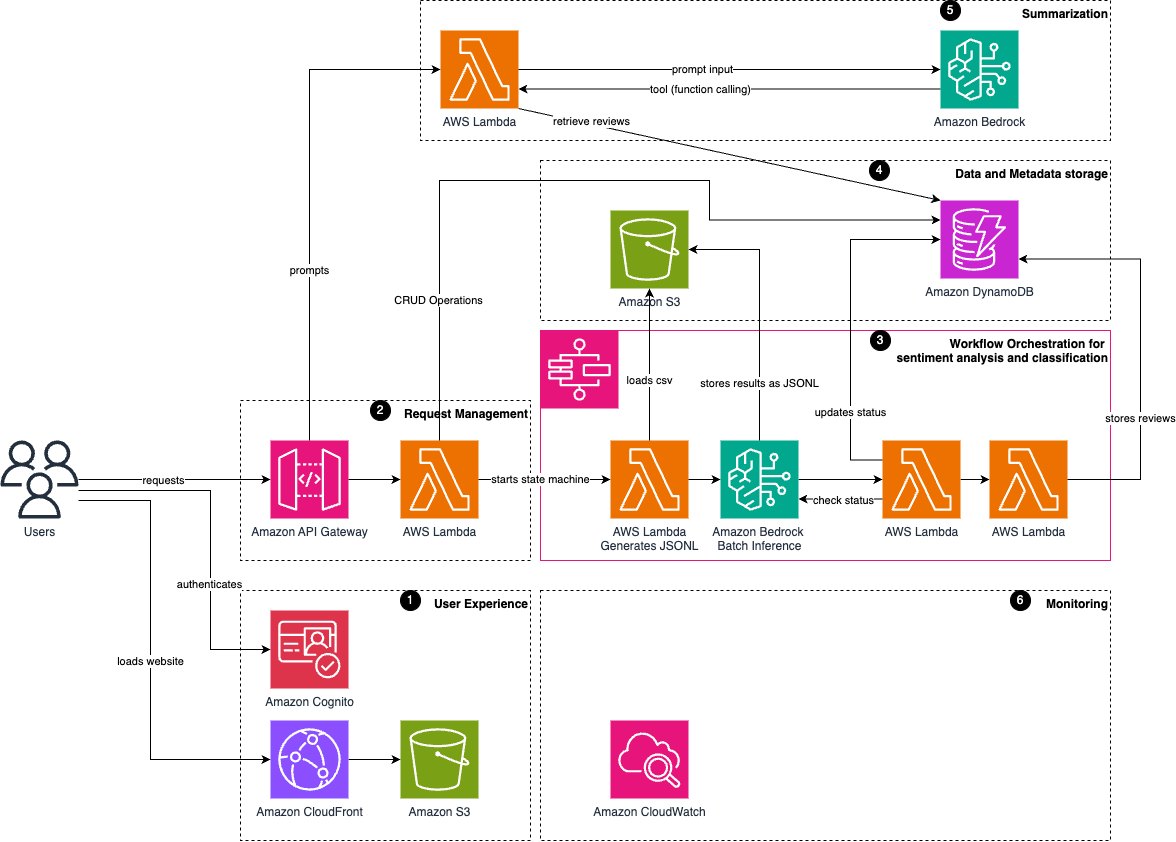 5
Summarization
prompt input
tool (function calling)
AWS Lambda
Amazon Bedrock
retrieve reviews
4
Data and Metadata storage
prompts
CRUD Operations
Amazon S3
Amazon DynamoDB
3
Workflow Orchestration for
sentiment analysis and classification
loads csv
stores results as JSONL
updates status
stores reviews
2
Request Management
requests
starts state machine
check status
Users
Amazon API Gateway
AWS Lambda
AWS Lambda
Generates JSONL
Amazon Bedrock
Batch Inference
AWS Lambda
AWS Lambda
authenticates
1
User Experience
6
Monitoring
loads website
Amazon Cognito
Amazon CloudFront
Amazon S3
Amazon CloudWatch